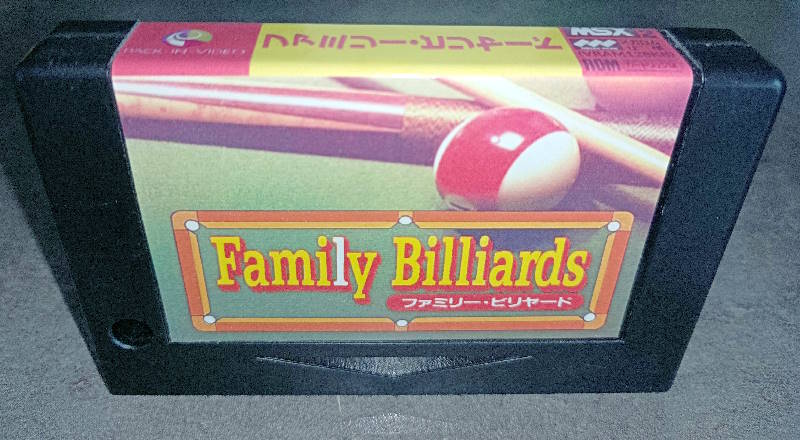 PACK-IN-VIDEO
ファミリー・ビリヤード
MSX2
ROM
Family Billiards
ファミリー・ビリヤード